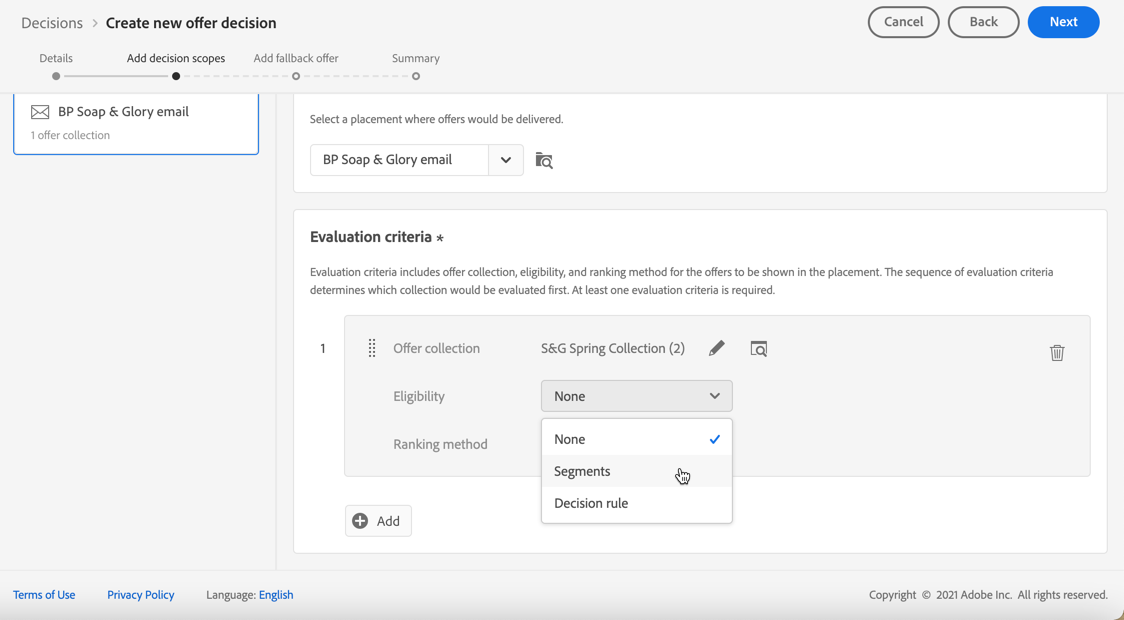 Decisions > Create new offer decision
Cancel
Back
Next
Details
Add decision scopes
Add fallback offer
Summary
BP Soap & Glory email
1 offer collection
Select a placement where offers would be delivered.
BP Soap & Glory email
Evaluation criteria *
Evaluation criteria includes offer collection, eligibility, and ranking method for the offers to be shown in the placement. The sequence of evaluation criteria
determines which collection would be evaluated first. At least one evaluation criteria is required.
1
Offer collection
S&G Spring Collection (2)
Eligibility
None
Ranking method
None
Segments
Decision rule
Add
Terms of Use
Privacy Policy
Language: English
Copyright © 2021 Adobe Inc. All rights reserved.